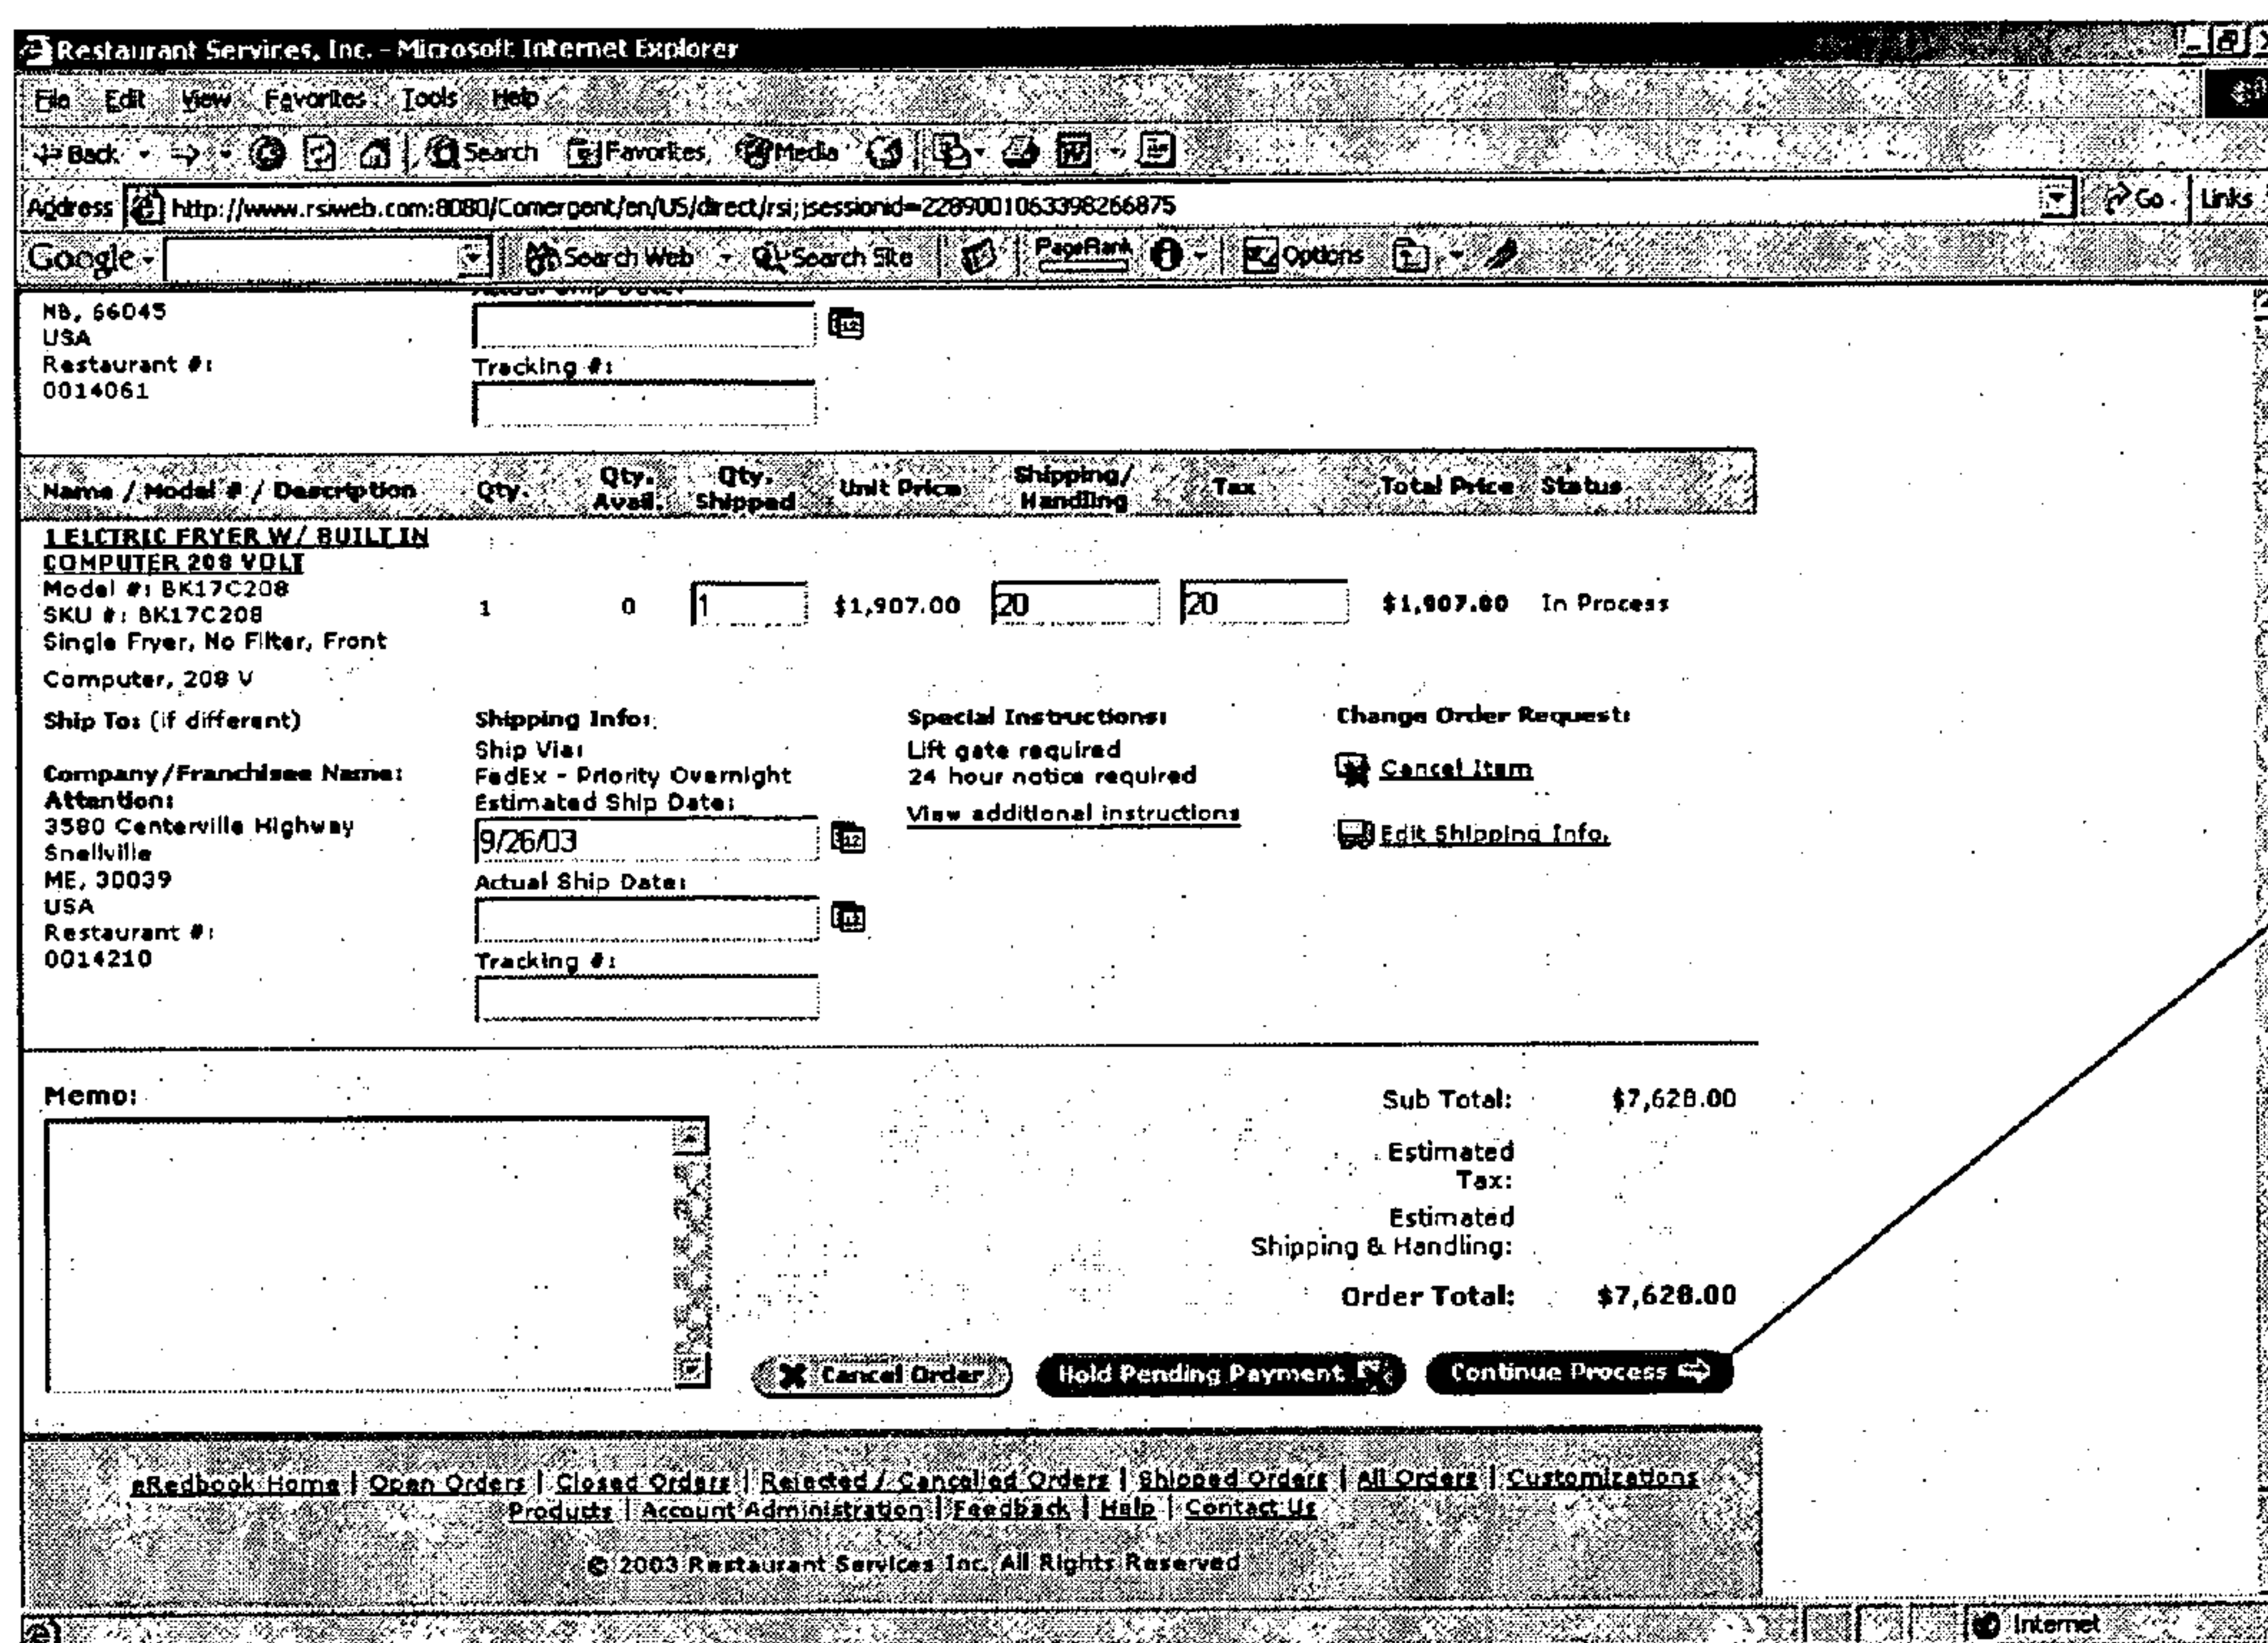 Restaurant Services, Inc. - Microsoft Internet Explorer
File Edit View Favorites Tools Help
Back Search Favorites Media
Address http://www.rsiweb.com:8080/Comergent/en/US/direct/rsi;jsessionid=2289001063398266875 Go Links
Google Search Web Search Site PageRank Options
Actual Ship Date:
NB, 66045
USA
Restaurant #:
0014061
Tracking #:
Name / Model # / Description Qty. Qty. Avail. Qty. Shipped Unit Price Shipping/ Handling Tax Total Price Status
1 ELCTRIC FRYER W/ BUILT IN
COMPUTER 208 VOLT
Model #: BK17C208
SKU #: BK17C208
Single Fryer, No Filter, Front
Computer, 208 V
1 0 1 $1,907.00 20 20 $1,907.00 In Process
Ship To: (if different)
Company/Franchisee Name:
Attention:
3580 Centerville Highway
Snellville
ME, 30039
USA
Restaurant #:
0014210
Shipping Info:
Ship Via:
FedEx - Priority Overnight
Estimated Ship Date:
9/26/03
Actual Ship Date:
Tracking #:
Special Instructions:
Lift gate required
24 hour notice required
View additional instructions
Change Order Request:
Cancel Item
Edit Shipping Info.
Memo:
Sub Total: $7,628.00
Estimated
Tax:
Estimated
Shipping & Handling:
Order Total: $7,628.00
Cancel Order Hold Pending Payment Continue Process
eRedbook Home | Open Orders | Closed Orders | Rejected / Cancelled Orders | Shipped Orders | All Orders | Customizations
Products | Account Administration | Feedback | Help | Contact Us
© 2003 Restaurant Services Inc. All Rights Reserved
Internet